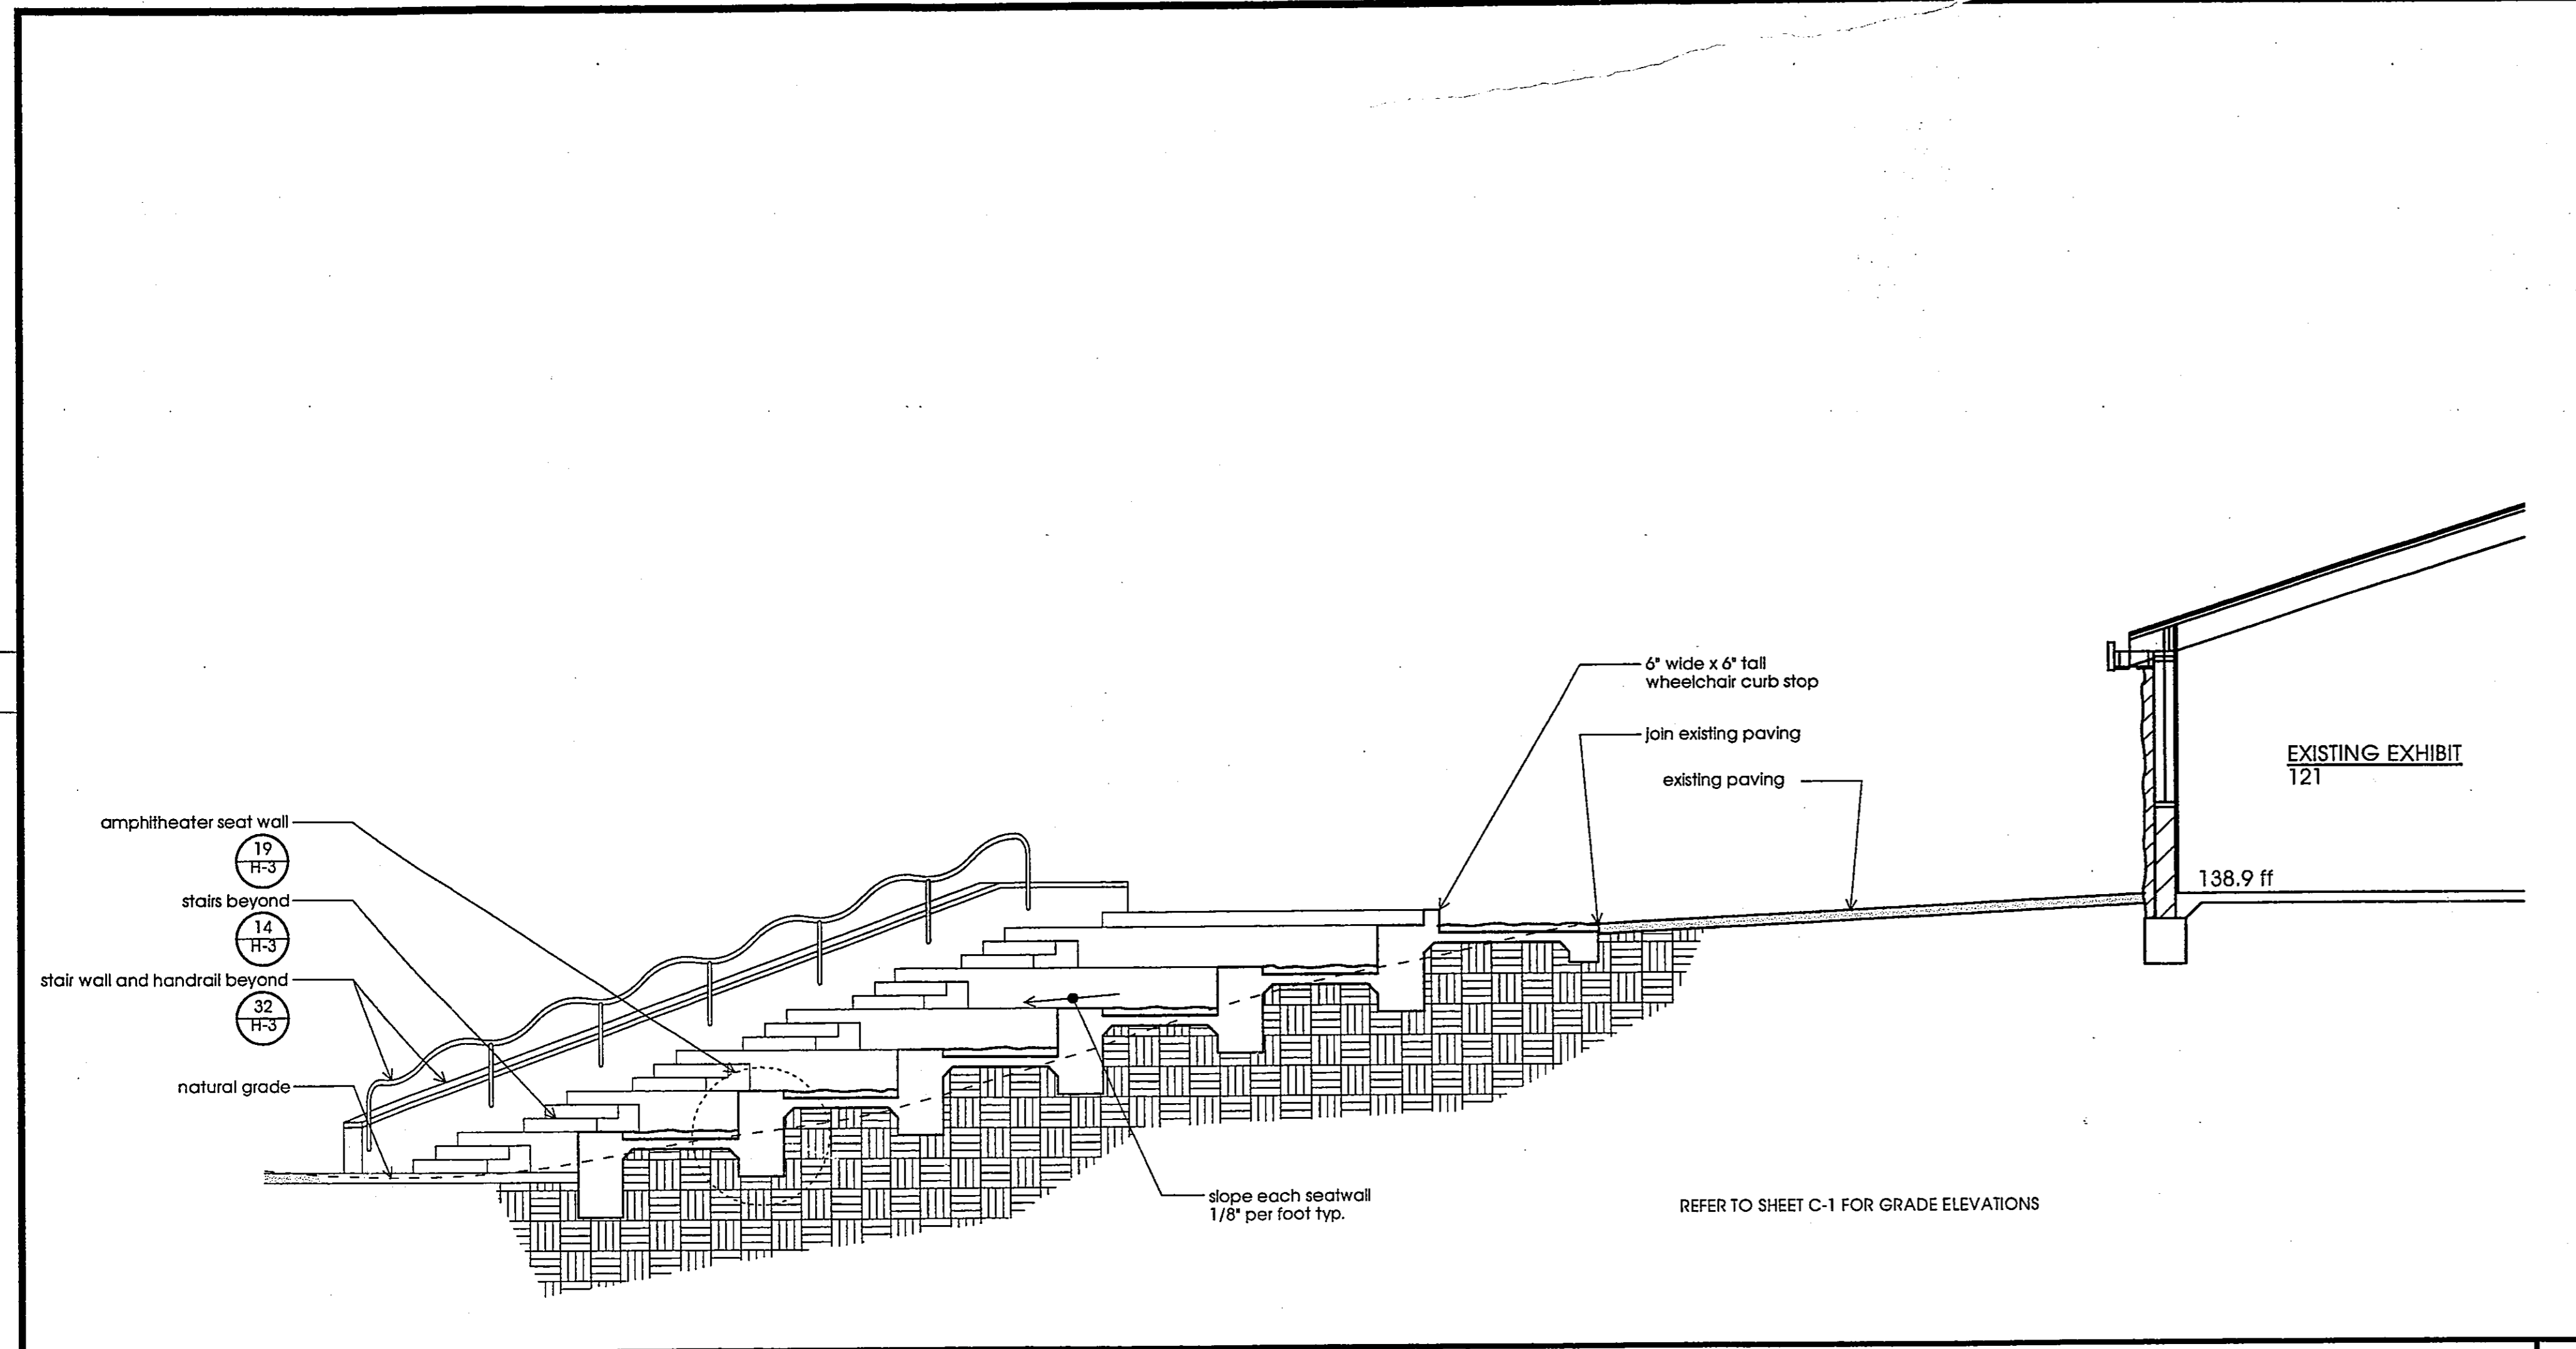 6" wide x 6" tall
wheelchair curb stop
join existing paving
existing paving
EXISTING EXHIBIT
121
138.9 ff
amphitheater seat wall
19
H-3
stairs beyond
14
H-3
stair wall and handrail beyond
32
H-3
natural grade
slope each seatwall
1/8" per foot typ.
REFER TO SHEET C-1 FOR GRADE ELEVATIONS